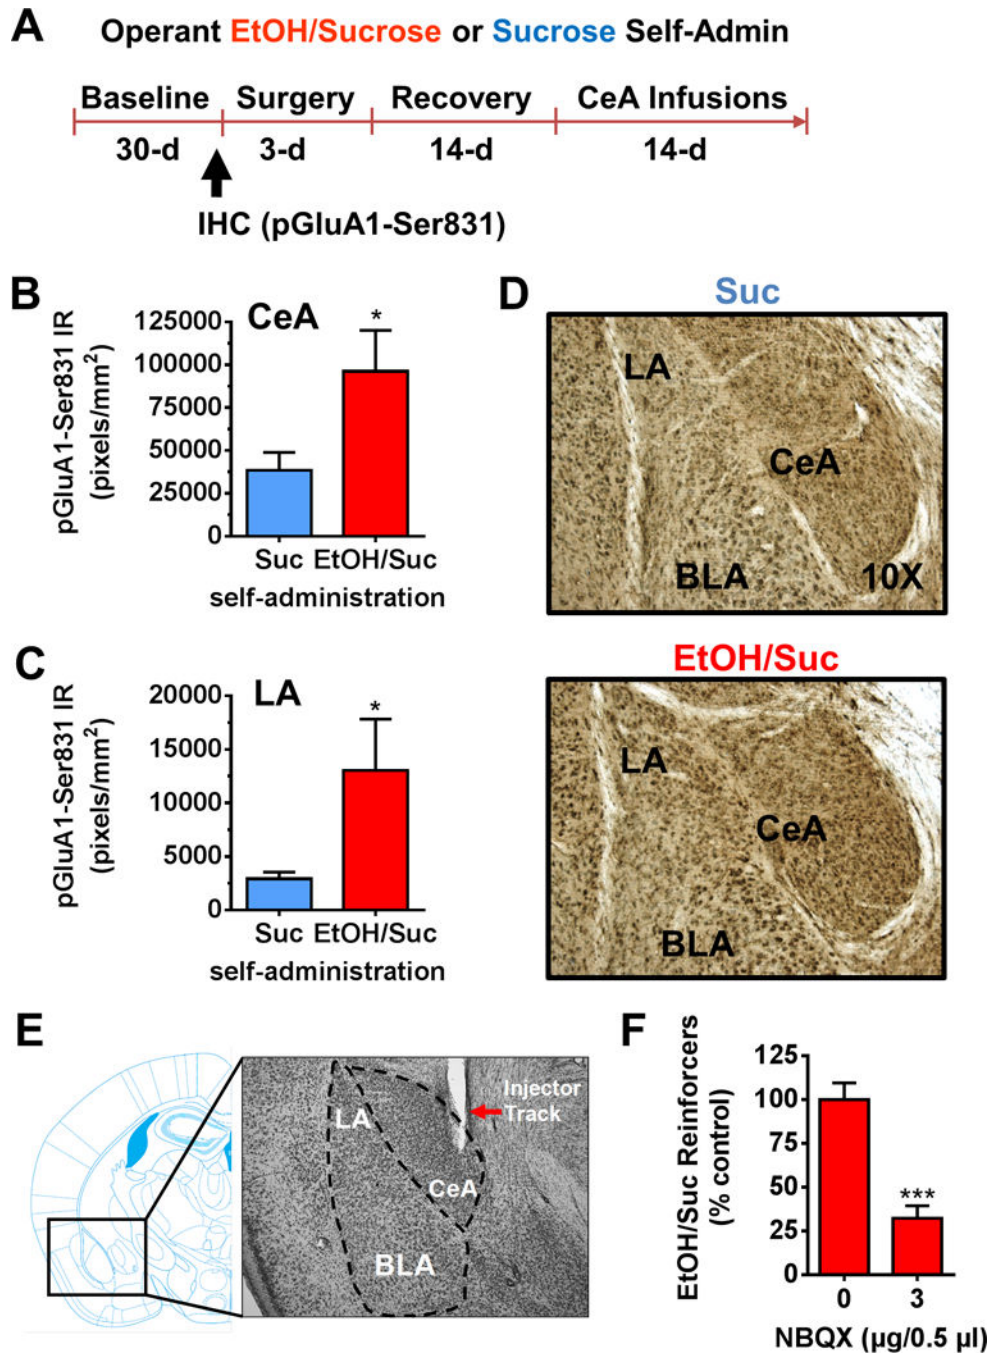 A
Operant EtOH/Sucrose or Sucrose Self-Admin
Baseline Surgery Recovery CeA Infusions
30-d 3-d 14-d 14-d
IHC (pGluA1-Ser831)
B
CeA
pGluA1-Ser831 IR
(pixels/mm²)
125000
100000
75000
50000
25000
0
*
Suc EtOH/Suc
self-administration
C
LA
pGluA1-Ser831 IR
(pixels/mm²)
20000
15000
10000
5000
0
*
Suc EtOH/Suc
self-administration
D
Suc
LA
CeA
BLA
10X
EtOH/Suc
LA
CeA
BLA
E
LA
CeA
BLA
Injector
Track
F
EtOH/Suc Reinforcers
(% control)
125
100
75
50
25
0
***
0 3
NBQX (µg/0.5 µl)